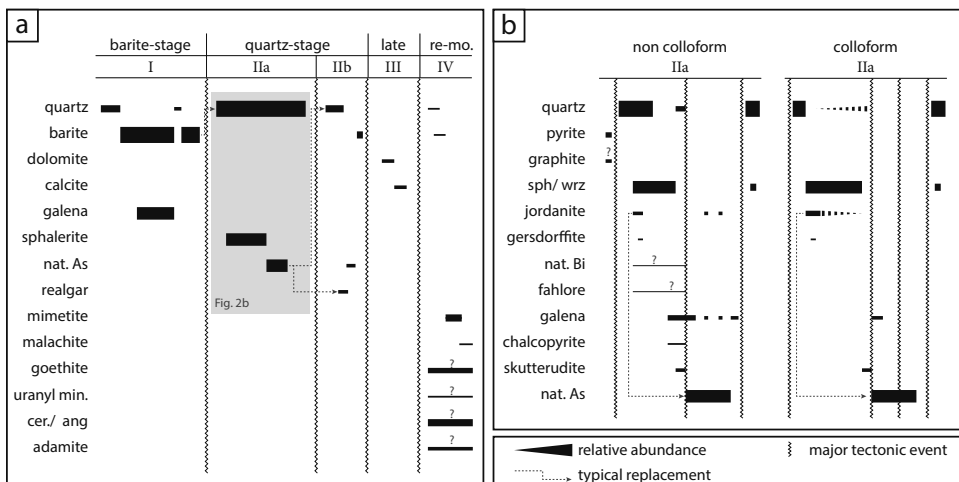 a
barite-stage quartz-stage late re-mo.
I IIa IIb III IV
quartz
barite
dolomite
calcite
galena
sphalerite
nat. As
realgar
Fig. 2b
mimetite
malachite
goethite ?
uranyl min. ?
cer./ ang ?
adamite ?
b
non colloform colloform
IIa IIa
quartz
pyrite
graphite ?
sph/ wrz
jordanite
gersdorffite
nat. Bi ?
fahlore ?
galena
chalcopyrite
skutterudite
nat. As
relative abundance major tectonic event
typical replacement